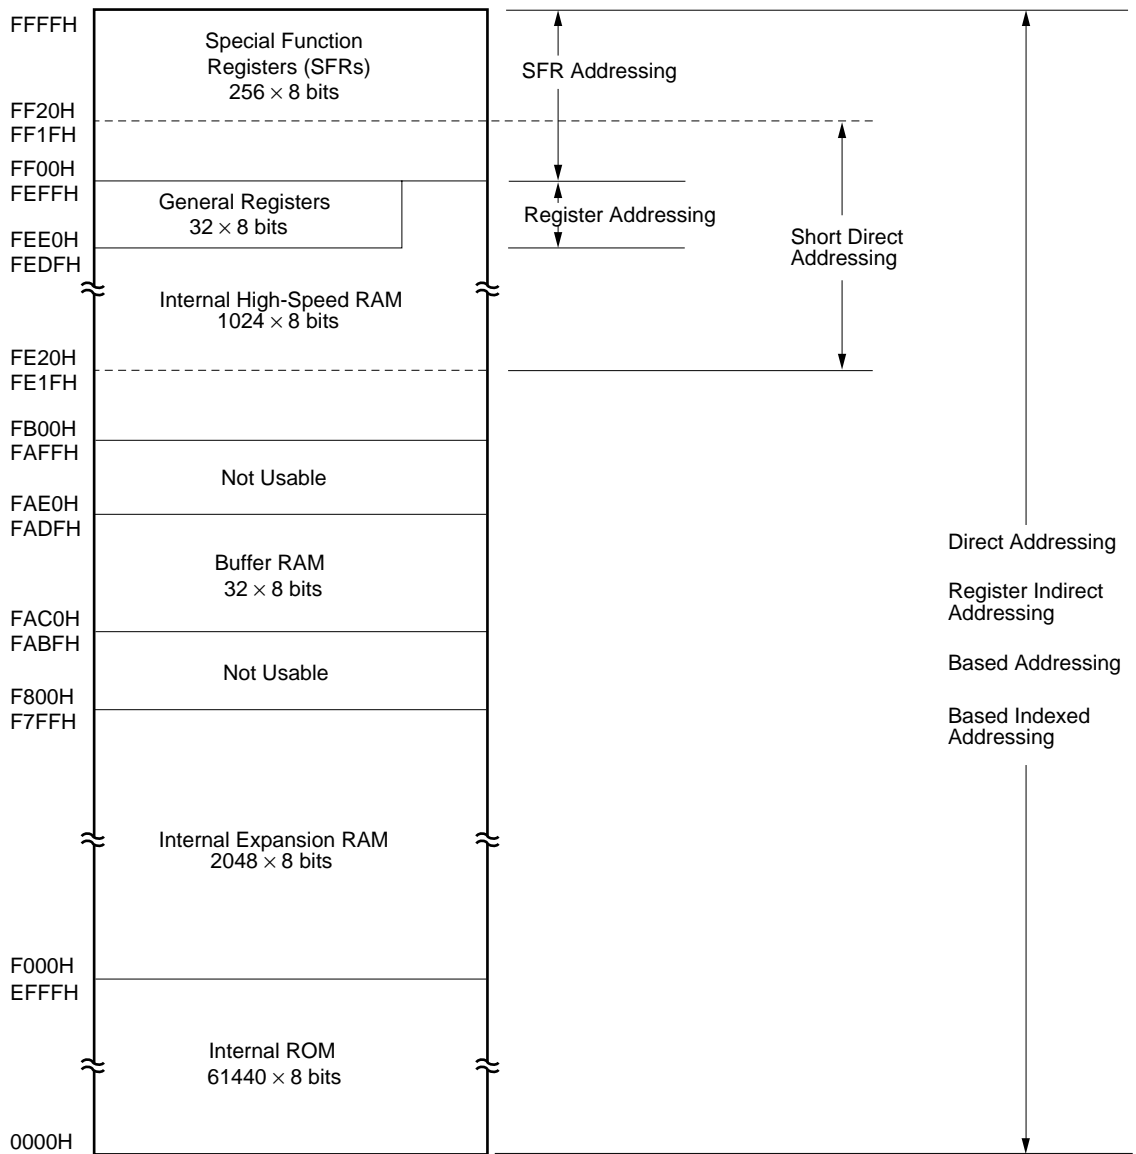 FFFFH
Special Function
Registers (SFRs)
256 × 8 bits
SFR Addressing
FF20H
FF1FH
FF00H
FEFFH
General Registers
32 × 8 bits
Register Addressing
Short Direct
Addressing
FEE0H
FEDFH
Internal High-Speed RAM
1024 × 8 bits
FE20H
FE1FH
FB00H
FAFFH
Not Usable
FAE0H
FADFH
Buffer RAM
32 × 8 bits
Direct Addressing
Register Indirect
Addressing
Based Addressing
Based Indexed
Addressing
FAC0H
FABFH
Not Usable
F800H
F7FFH
Internal Expansion RAM
2048 × 8 bits
F000H
EFFFH
Internal ROM
61440 × 8 bits
0000H